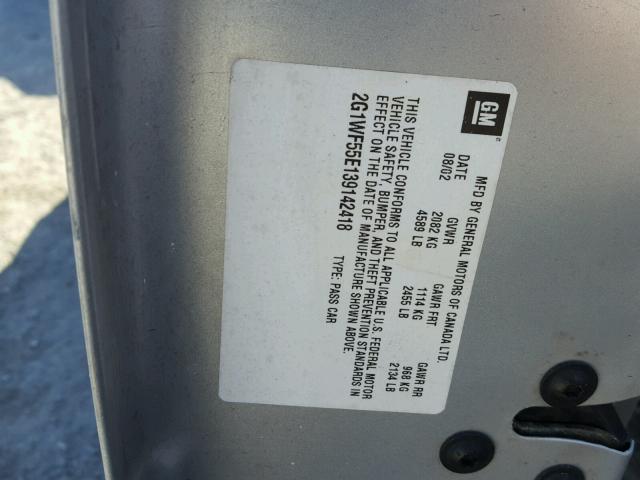 GM
MFD BY GENERAL MOTORS OF CANADA LTD.
DATE GVWR GAWR FRT GAWR RR
08/02 2082 KG 1114 KG 968 KG
4589 LB 2455 LB 2134 LB
THIS VEHICLE CONFORMS TO ALL APPLICABLE U.S. FEDERAL MOTOR
VEHICLE SAFETY, BUMPER, AND THEFT PREVENTION STANDARDS IN
EFFECT ON THE DATE OF MANUFACTURE SHOWN ABOVE.
2G1WF55E139142418 TYPE: PASS CAR